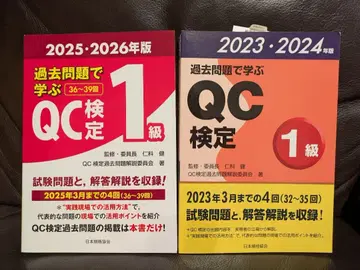 2025・2026年版
過去問題で
学ぶ 36〜39回
QC検定 1級
監修・委員長 仁科 健
QC検定過去問題解説委員会 著
試験問題と、解答解説を収録!
2025年3月までの4回(36〜39回)
*"実践現場での活用方法"で、
代表的な問題の現場での活用ポイントを紹介
QC検定過去問題の掲載は本書だけ!
日本規格協会
2023・2024年版
過去問題で学ぶ
QC
検定
1級
監修・委員長 仁科 健
QC検定過去問題解説委員会 著
2023年3月までの4回(32〜35回)
試験問題と、解答解説を収録!
日本規格協会